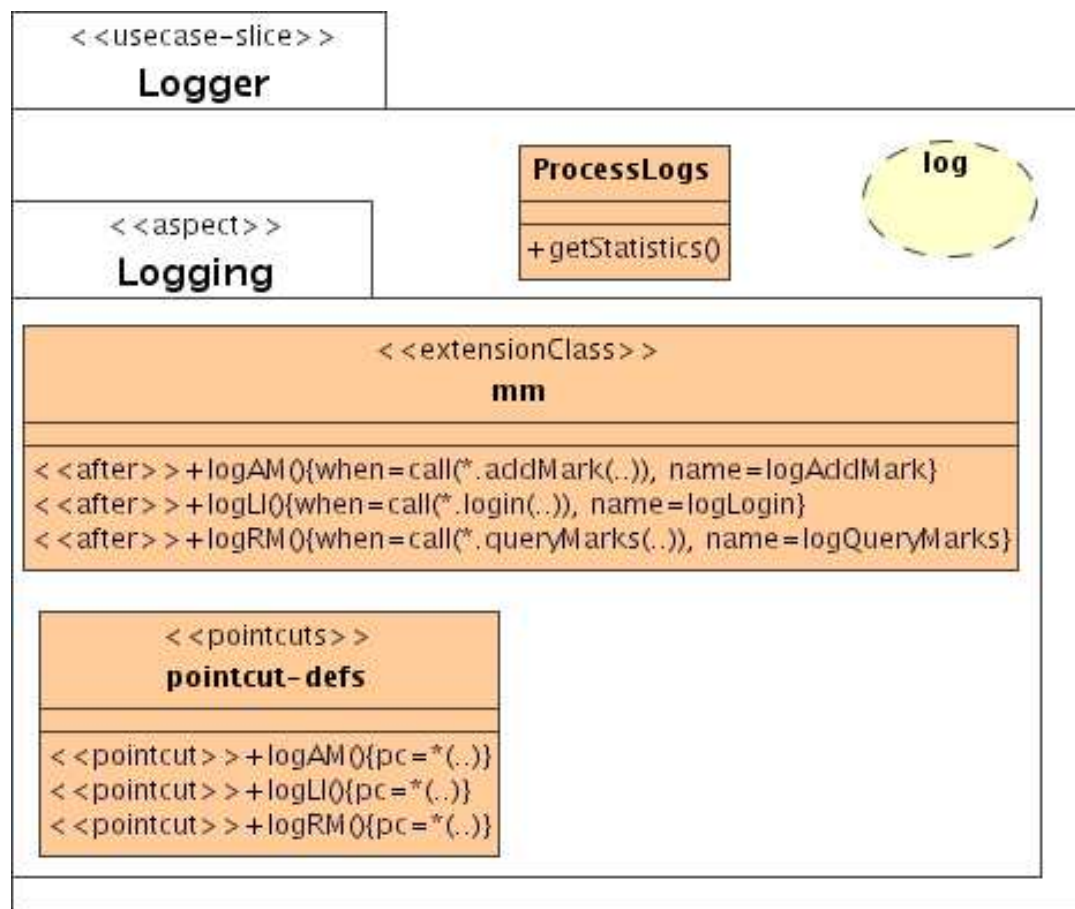 <<usecase-slice>>
Logger
ProcessLogs
+getStatistics()
log
<<aspect>>
Logging
<<extensionClass>>
mm
<<after>>+logAM(){when=call(*.addMark(..)), name=logAddMark}
<<after>>+logLI(){when=call(*.login(..)), name=logLogin}
<<after>>+logRM(){when=call(*.queryMarks(..)), name=logQueryMarks}
<<pointcuts>>
pointcut-defs
<<pointcut>>+logAM(){pc=*(..)}
<<pointcut>>+logLI(){pc=*(..)}
<<pointcut>>+logRM(){pc=*(..)}